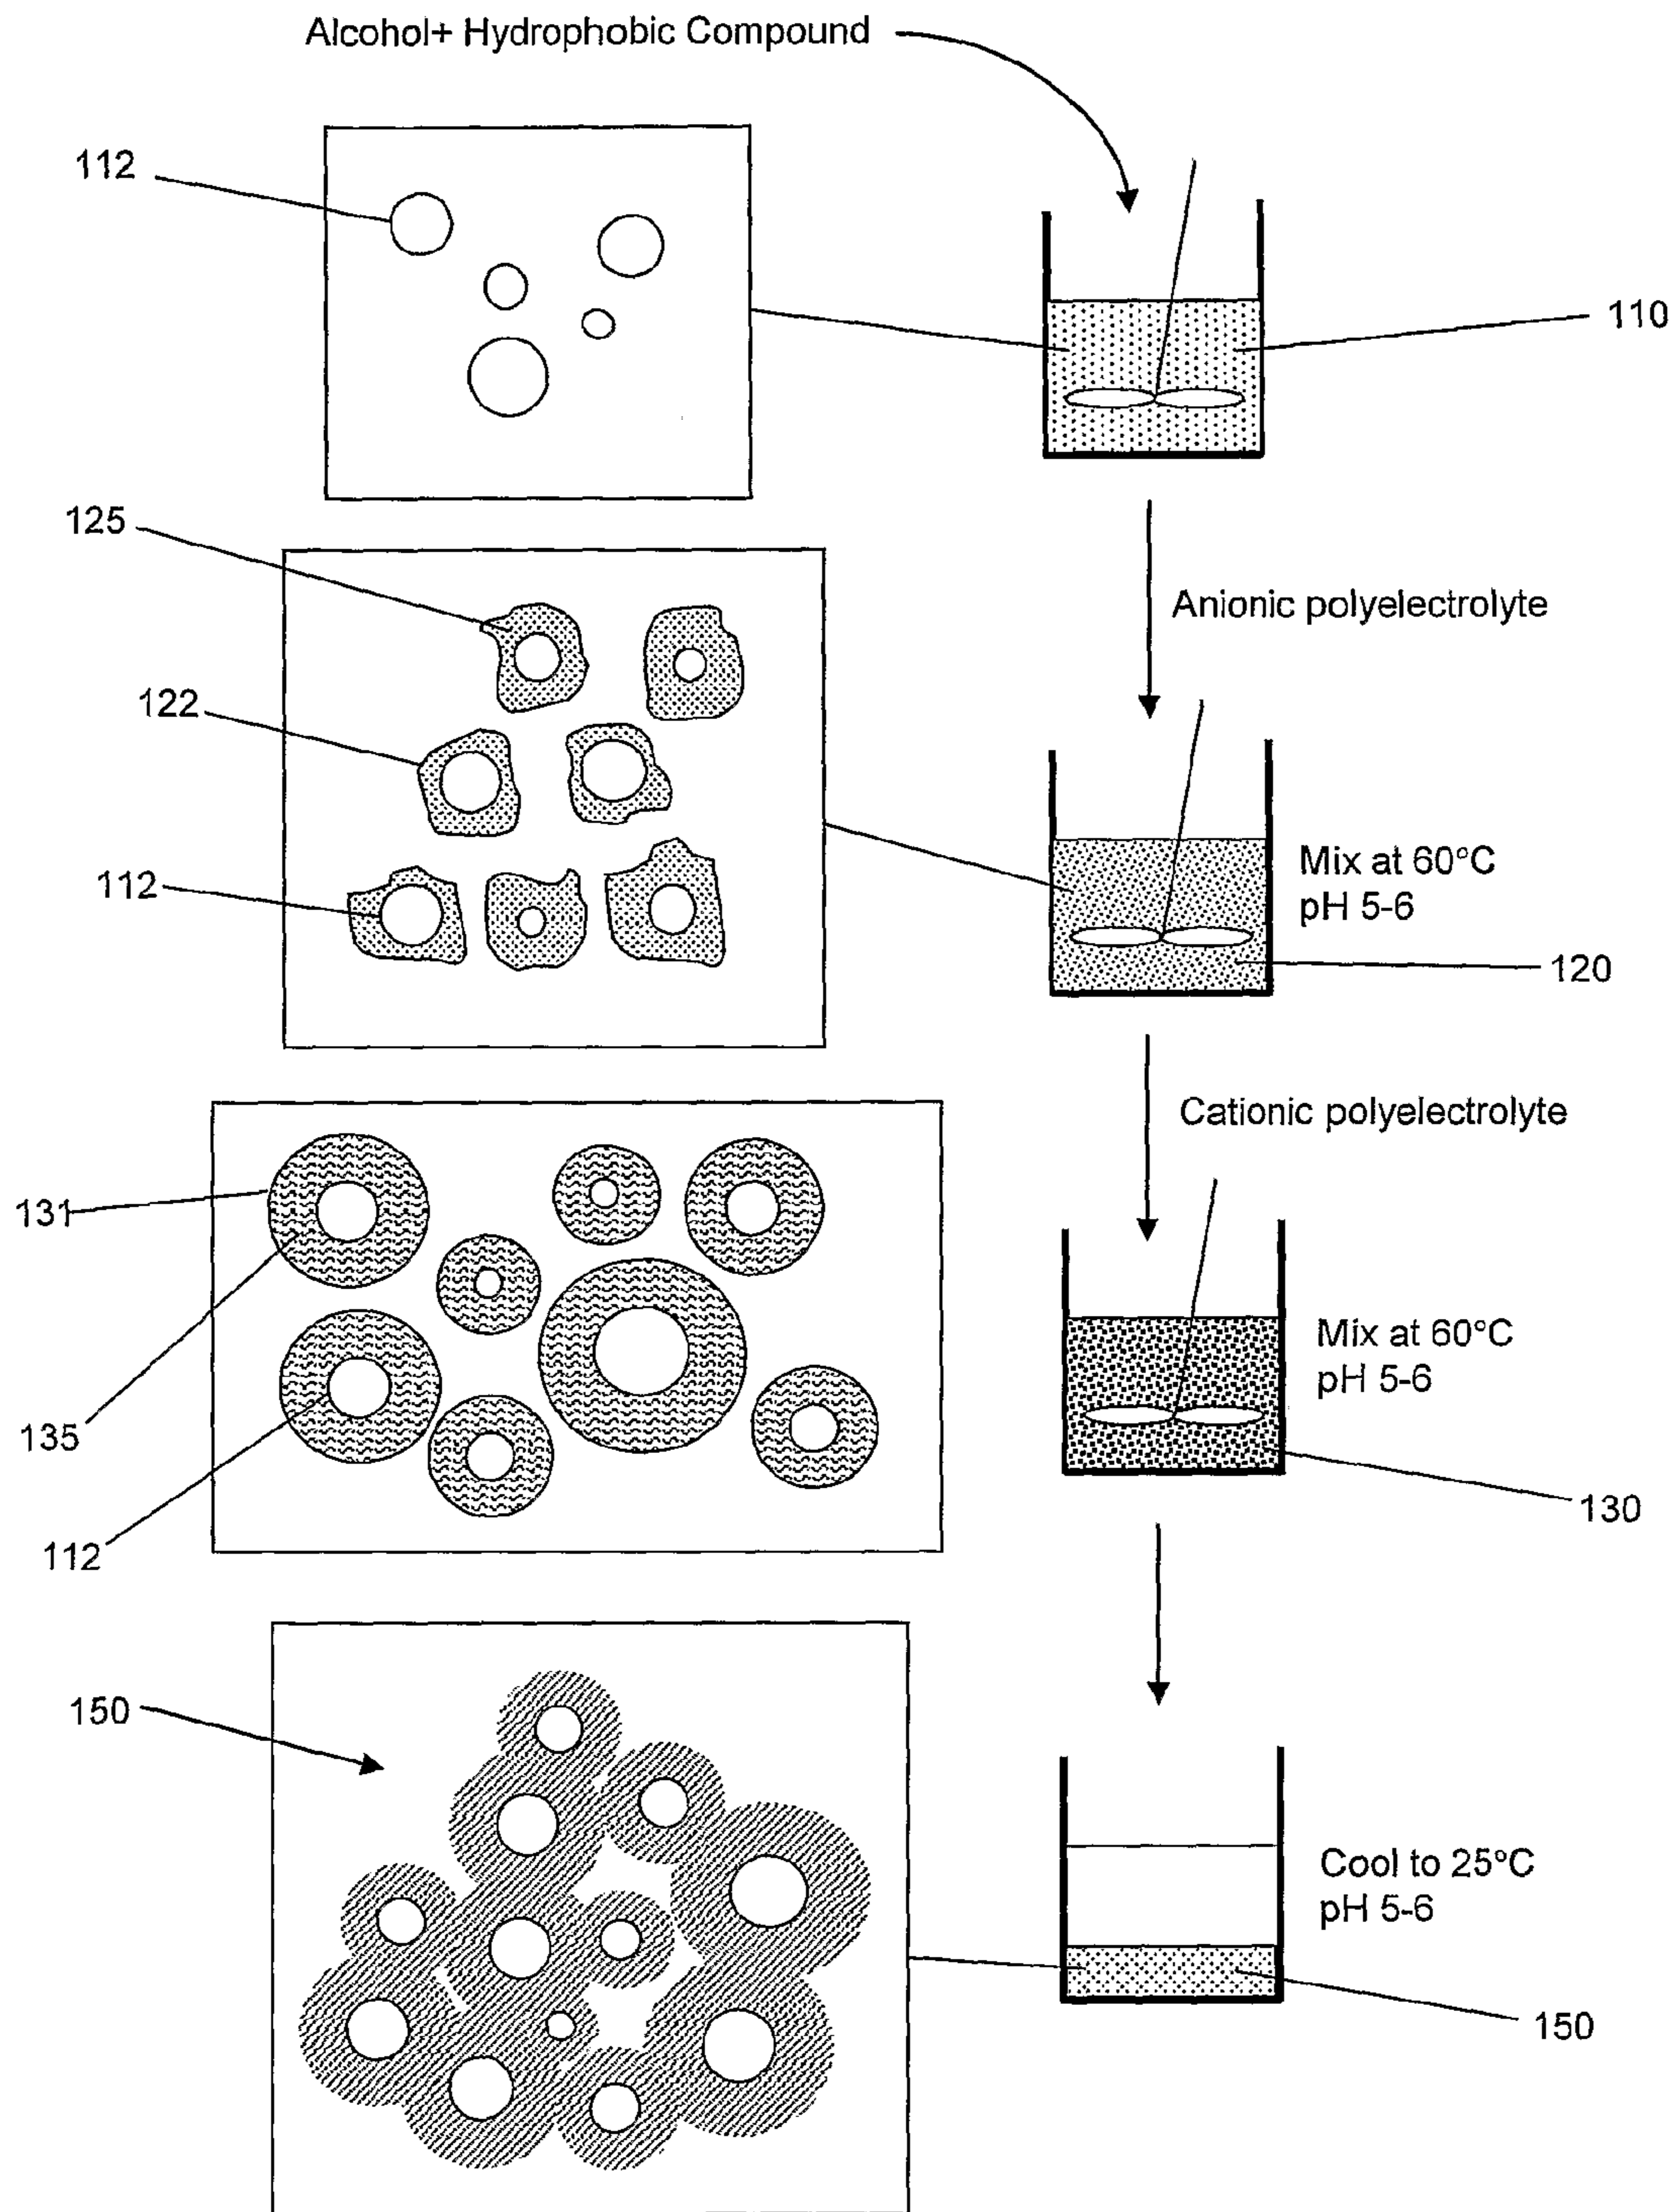 Alcohol+ Hydrophobic Compound
112
110
125
Anionic polyelectrolyte
122
Mix at 60°C
pH 5-6
112
120
Cationic polyelectrolyte
131
Mix at 60°C
pH 5-6
135
130
112
150
Cool to 25°C
pH 5-6
150